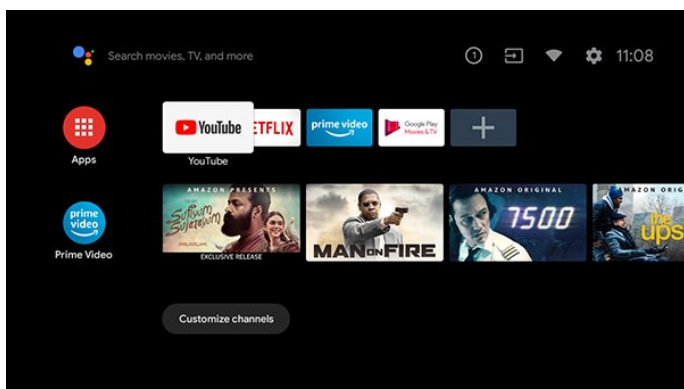 Search movies, TV, and more
1
11:08
Apps
YouTube
ETFLIX
prime video
Google Play
Movies & TV
YouTube
prime
video
Prime Video
AMAZON PRESENTS
Sufiyum
Sujatayum
EXCLUSIVE RELEASE
MAN ON FIRE
AMAZON ORIGINAL
7500
AMAZON ORIG
the
ups
Customize channels